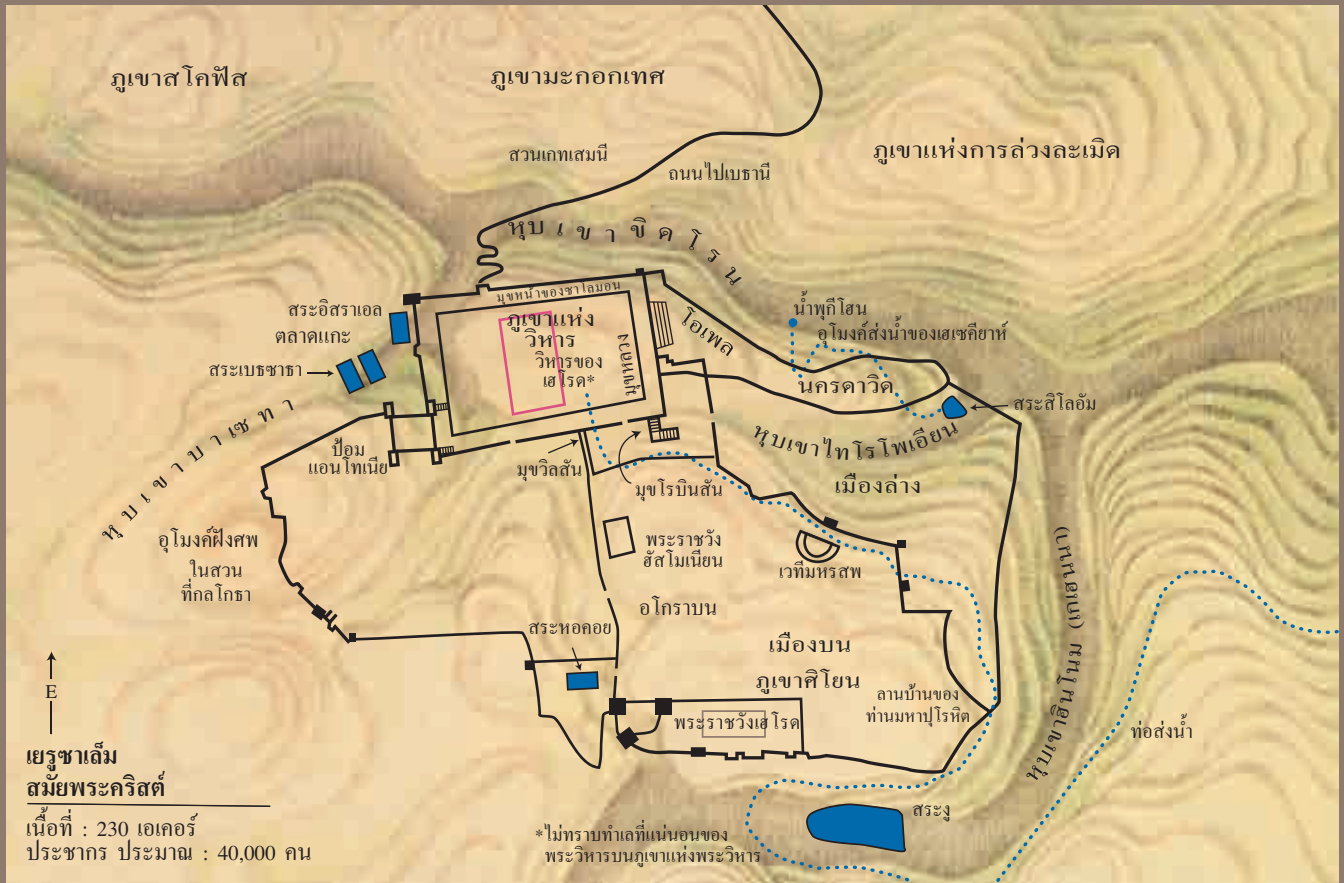 ภูเขาสโคฟัส
ภูเขามะกอกเทศ
สวนเกทเสมนี
ถนนไปเบธานี
ภูเขาแห่งการล่วงละเมิด
หุบเขาขิดโรน
มุขหน้าของซาโลมอน
สระอิสราเอล
ตลาดแกะ
สระเบธซาธา
ภูเขาแห่ง
วิหาร
วิหารของ
เฮโรด*
มุขหลวง
โอเพล
น้ำพุกีโฮน
อุโมงค์ส่งน้ำของเฮเซคียาห์
นครดาวิด
สระสิโลอัม
หุบเขาไทโรโพเอียน
เมืองล่าง
หุบเขาบาเซทา
ป้อม
แอนโทเนีย
มุขวิลสัน
มุขโรบินสัน
อุโมงค์ฝังศพ
ในสวน
ที่กลโกธา
พระราชวัง
ฮัสโมเนียน
เวทีมหรสพ
อโกราบน
สระหอคอย
เมืองบน
ภูเขาศิโยน
ลานบ้านของ
ท่านมหาปุโรหิต
พระราชวังเฮโรด
หุบเขาฮินโนม (เกเฮนนา)
ท่อส่งน้ำ
สระงู
E
เยรูซาเล็ม
สมัยพระคริสต์
เนื้อที่ : 230 เอเคอร์
ประชากร ประมาณ : 40,000 คน
*ไม่ทราบทำเลที่แน่นอนของ
พระวิหารบนภูเขาแห่งพระวิหาร